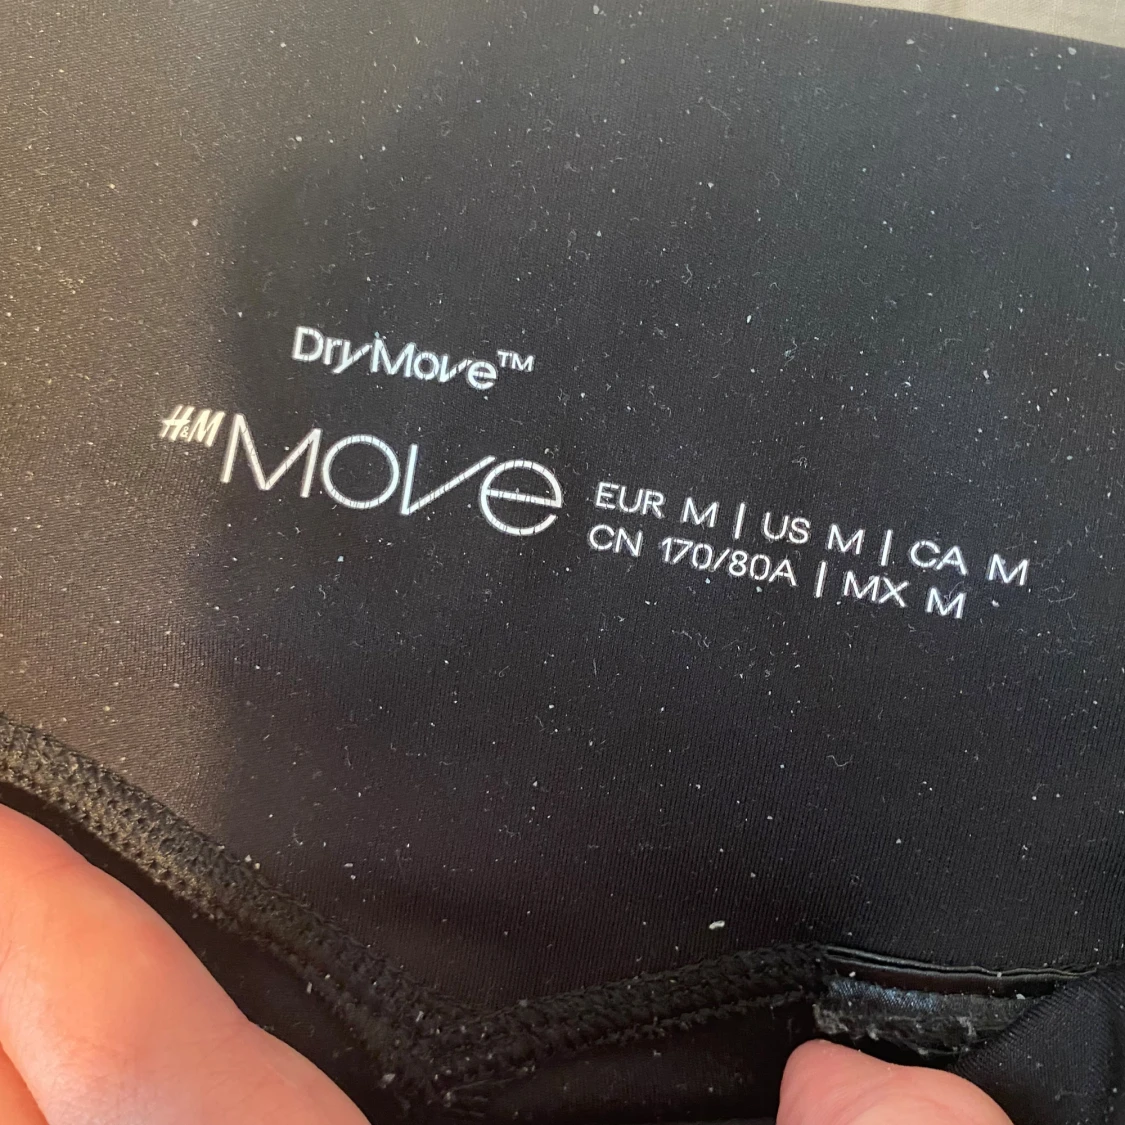 DryMove™
H&M Move
EUR M | US M | CA M
CN 170/80A | MX M